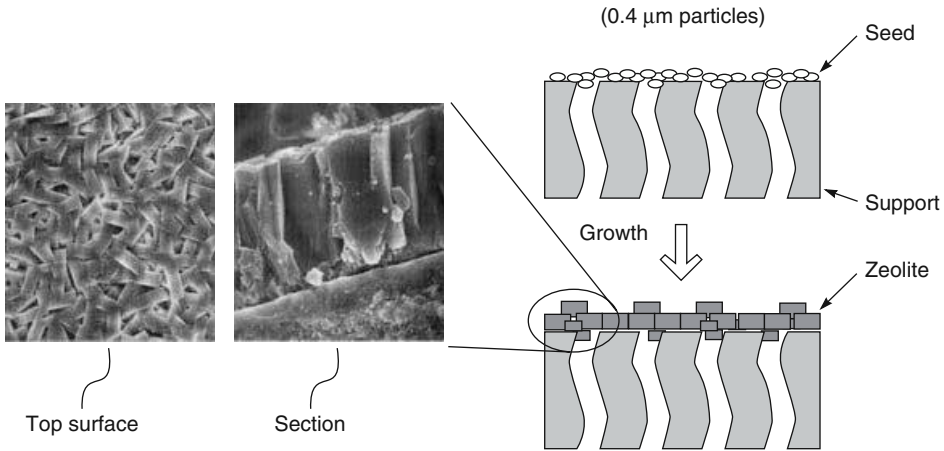 (0.4 μm particles)
Seed
Support
Growth
Zeolite
Top surface
Section